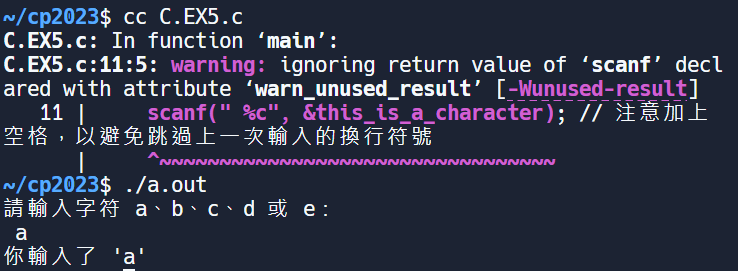 ~/cp2023$ cc C.EX5.c
C.EX5.c: In function ‘main’:
C.EX5.c:11:5: warning: ignoring return value of ‘scanf’ decl
ared with attribute ‘warn_unused_result’ [-Wunused-result]
   11 |     scanf(" %c", &this_is_a_character); // 注意加上
空格，以避免跳過上一次輸入的換行符號
      |     ^~~~~~~~~~~~~~~~~~~~~~~~~~~~~~~~~~
~/cp2023$ ./a.out
請輸入字符 a、b、c、d 或 e：
 a
你輸入了 'a'